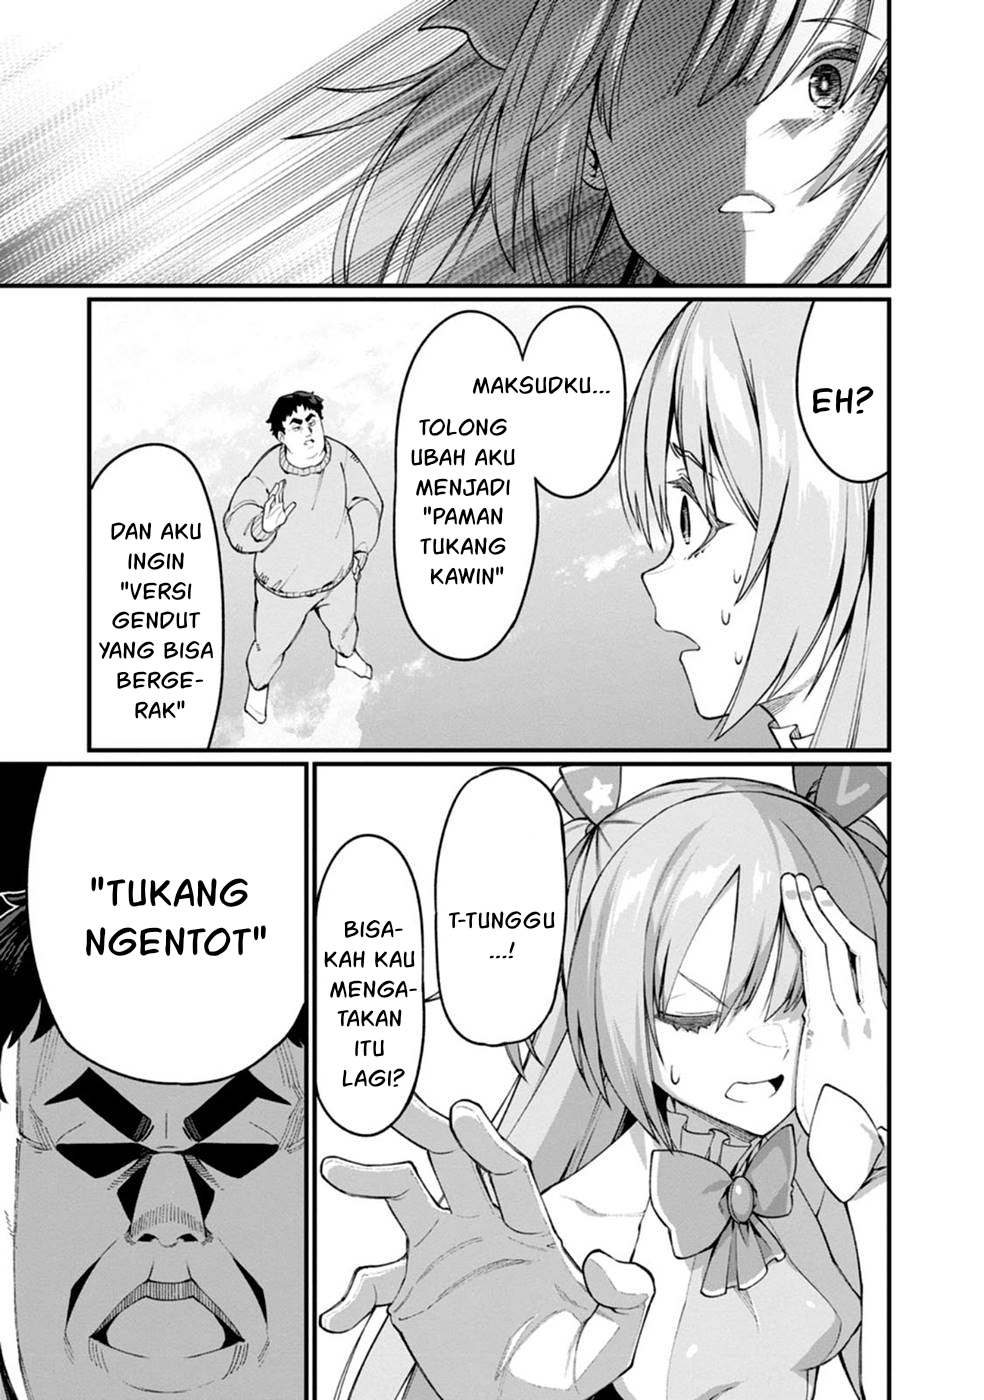 EH?
MAKSUDKU...
TOLONG
UBAH AKU
MENJADI
"PAMAN
TUKANG
KAWIN"
DAN AKU
INGIN
"VERSI
GENDUT
YANG BISA
BERGE-
RAK"
T-TUNGGU
...!
BISA-
KAH KAU
MENGA-
TAKAN
ITU
LAGI?
"TUKANG
NGENTOT"